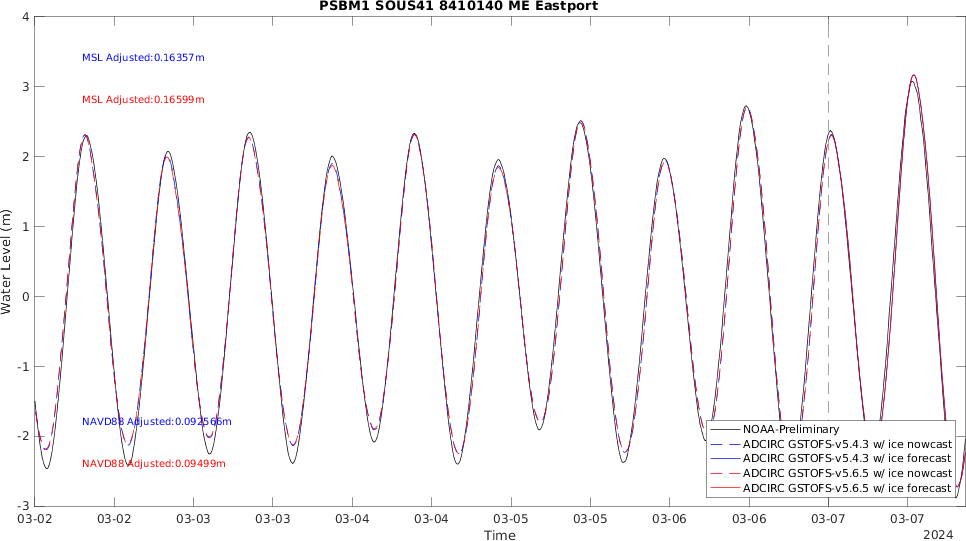 PSBM1 SOUS41 8410140 ME Eastport
4
3
2
1
0
-1
-2
-3
Water Level (m)
MSL Adjusted:0.16357m
MSL Adjusted:0.16599m
NAVD88 Adjusted:0.092566m
NAVD88 Adjusted:0.09499m
NOAA-Preliminary
ADCIRC GSTOFS-v5.4.3 w/ ice nowcast
ADCIRC GSTOFS-v5.4.3 w/ ice forecast
ADCIRC GSTOFS-v5.6.5 w/ ice nowcast
ADCIRC GSTOFS-v5.6.5 w/ ice forecast
03-02 03-02 03-03 03-03 03-04 03-04 03-05 03-05 03-06 03-06 03-07 03-07
Time
2024